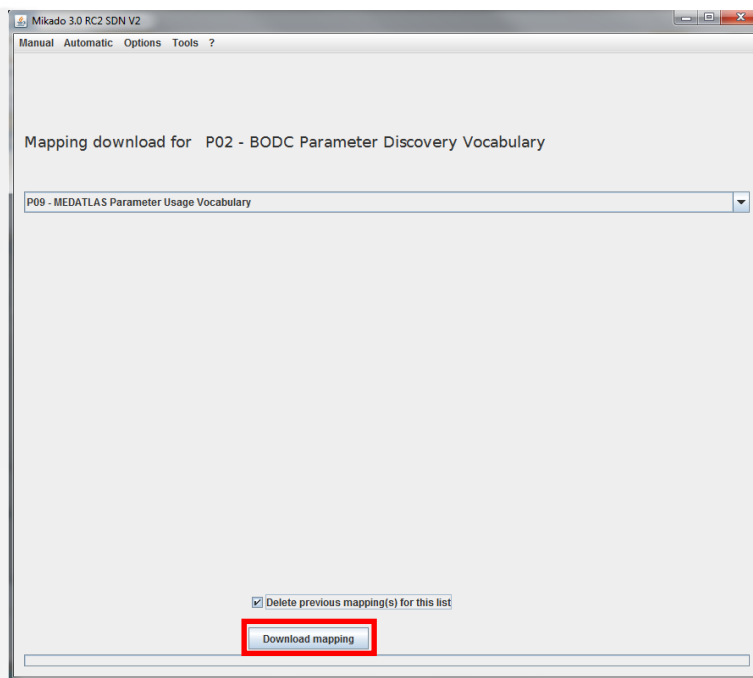 Mikado 3.0 RC2 SDN V2
Manual Automatic Options Tools ?
Mapping download for P02 - BODC Parameter Discovery Vocabulary
P09 - MEDATLAS Parameter Usage Vocabulary
Delete previous mapping(s) for this list
Download mapping